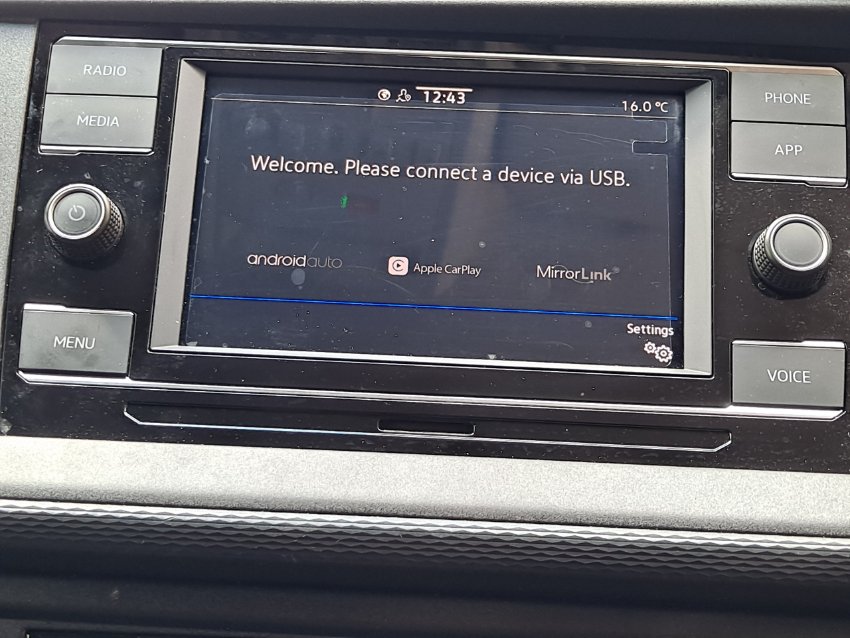 RADIO
MEDIA
12:43
16.0 °C
PHONE
APP
Welcome. Please connect a device via USB.
androidauto
Apple CarPlay
MirrorLink
Settings
MENU
VOICE